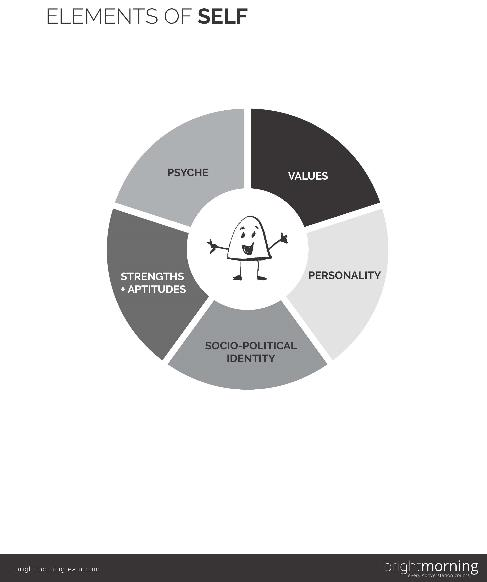 ELEMENTS OF SELF
PSYCHE
VALUES
STRENGTHS
+ APTITUDES
PERSONALITY
SOCIO-POLITICAL
IDENTITY
brightmorning